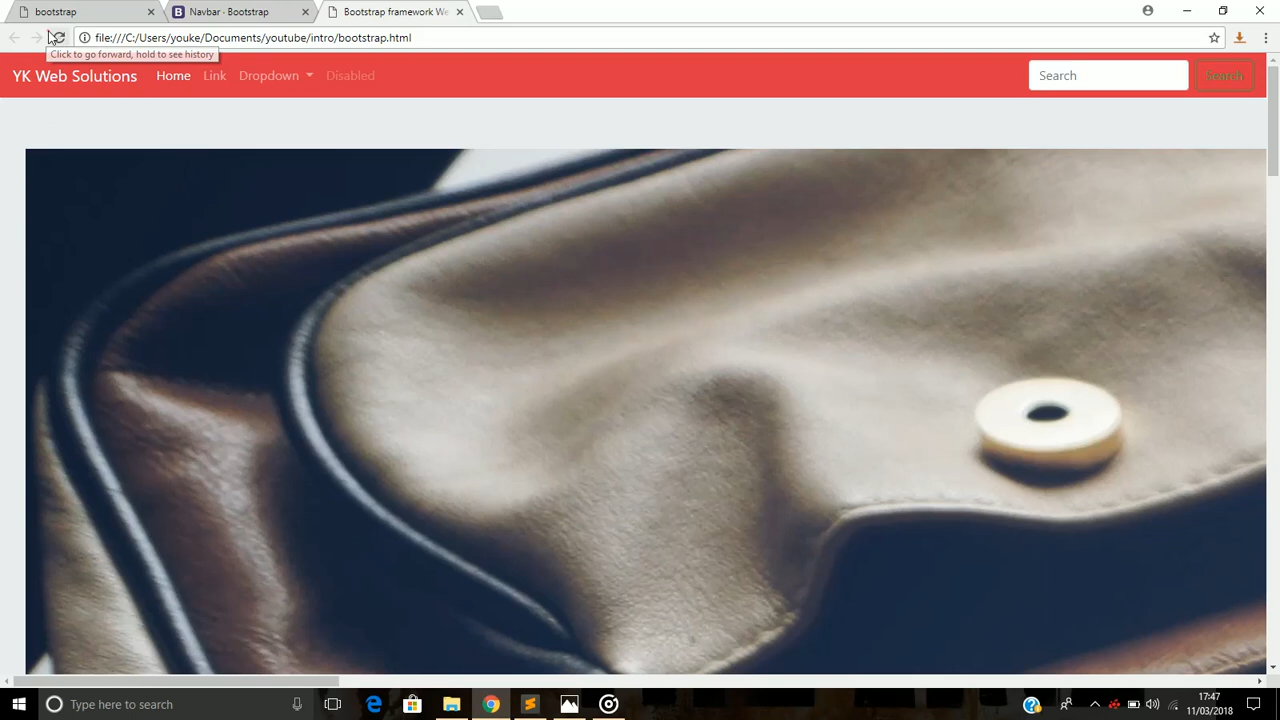 bootstrap
Navbar · Bootstrap
Bootstrap framework We
file:///C:/Users/youke/Documents/youtube/intro/bootstrap.html
Click to go forward, hold to see history
YK Web Solutions
Home
Link
Dropdown
Disabled
Search
Search
Type here to search
17:47
11/03/2018